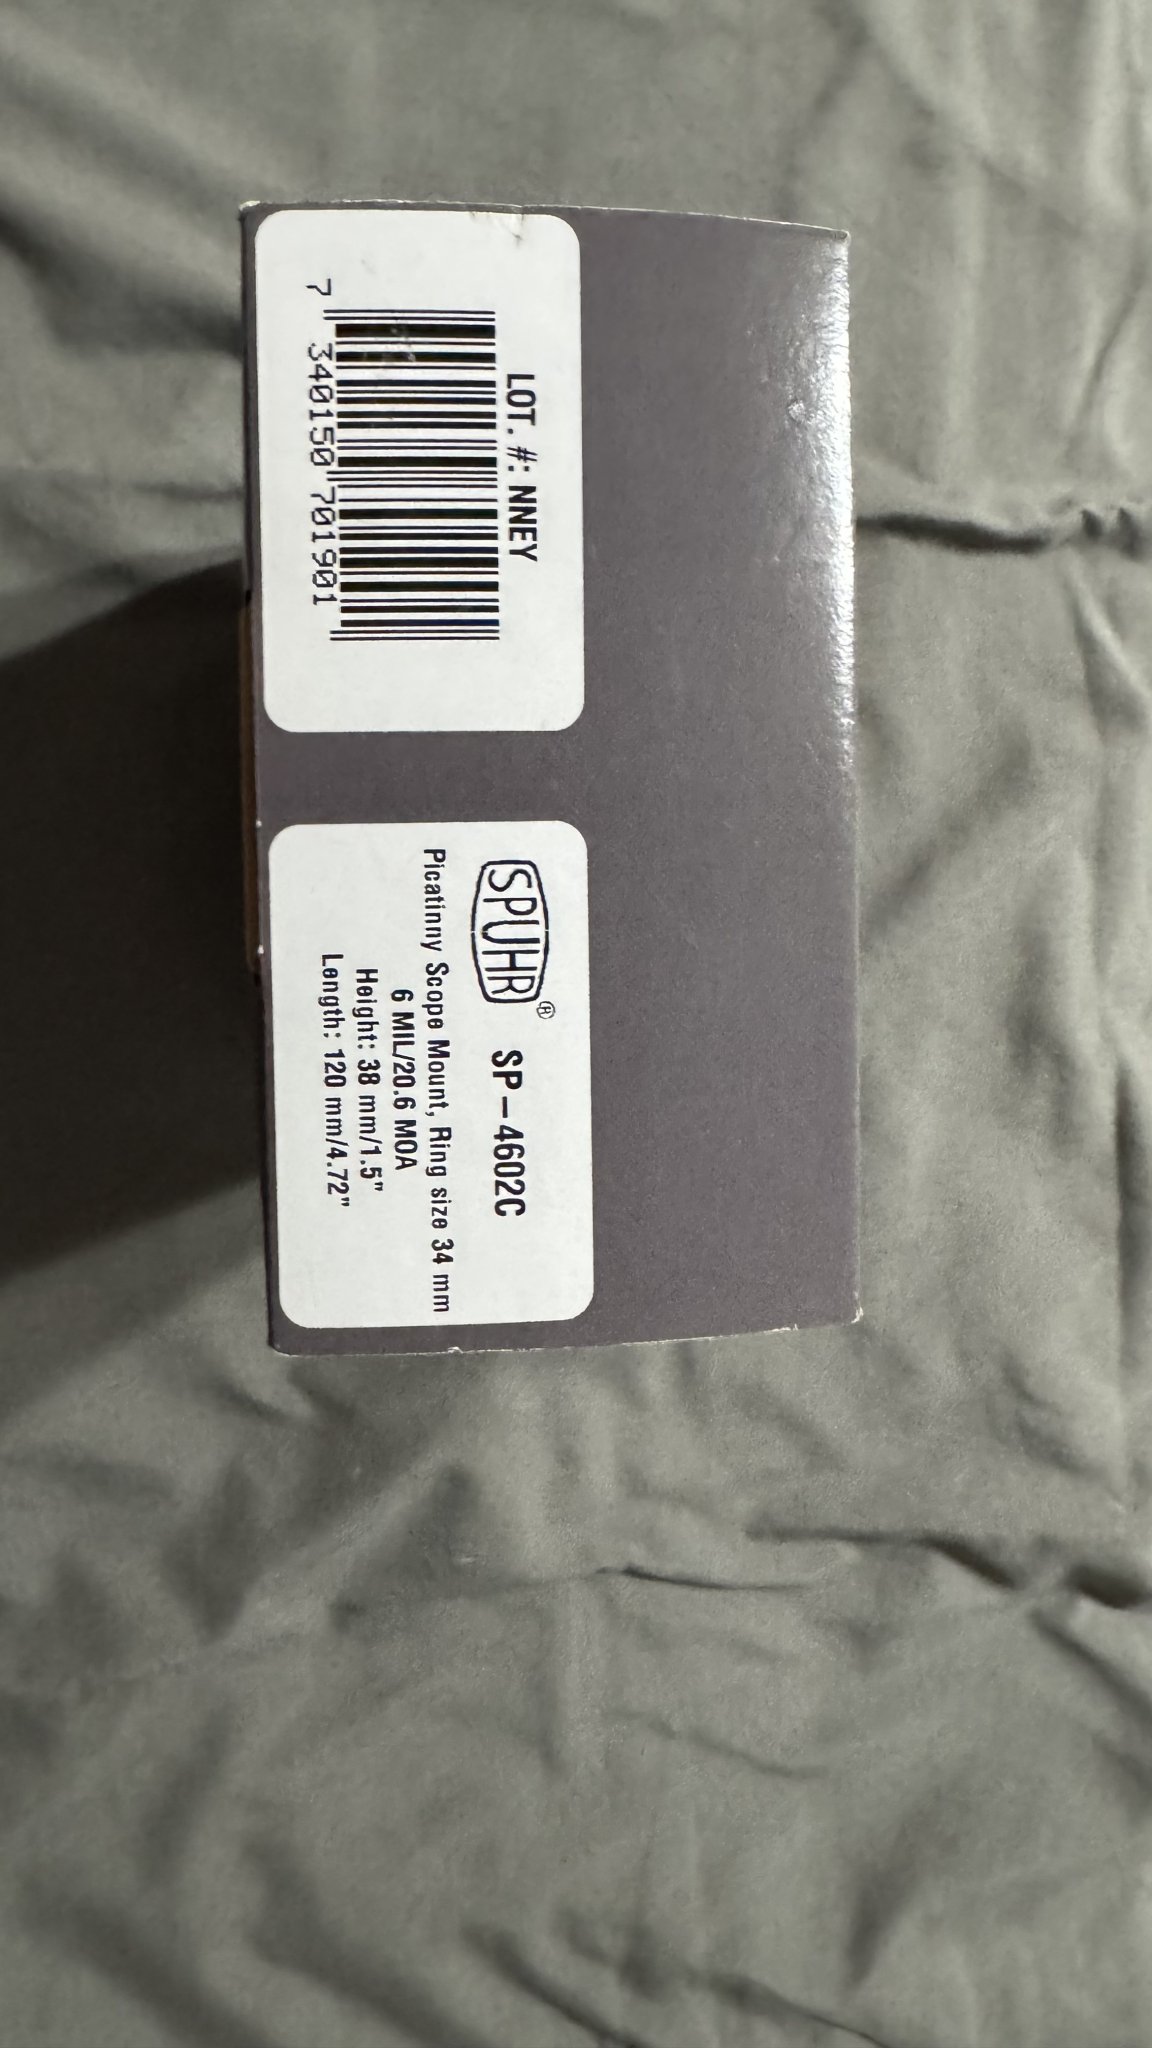 LOT. #: NNEY
7 340150 701901
SPUHR® SP-4602C
Picatinny Scope Mount, Ring size 34 mm
6 MIL/20.6 MOA
Height: 38 mm/1.5"
Length: 120 mm/4.72"